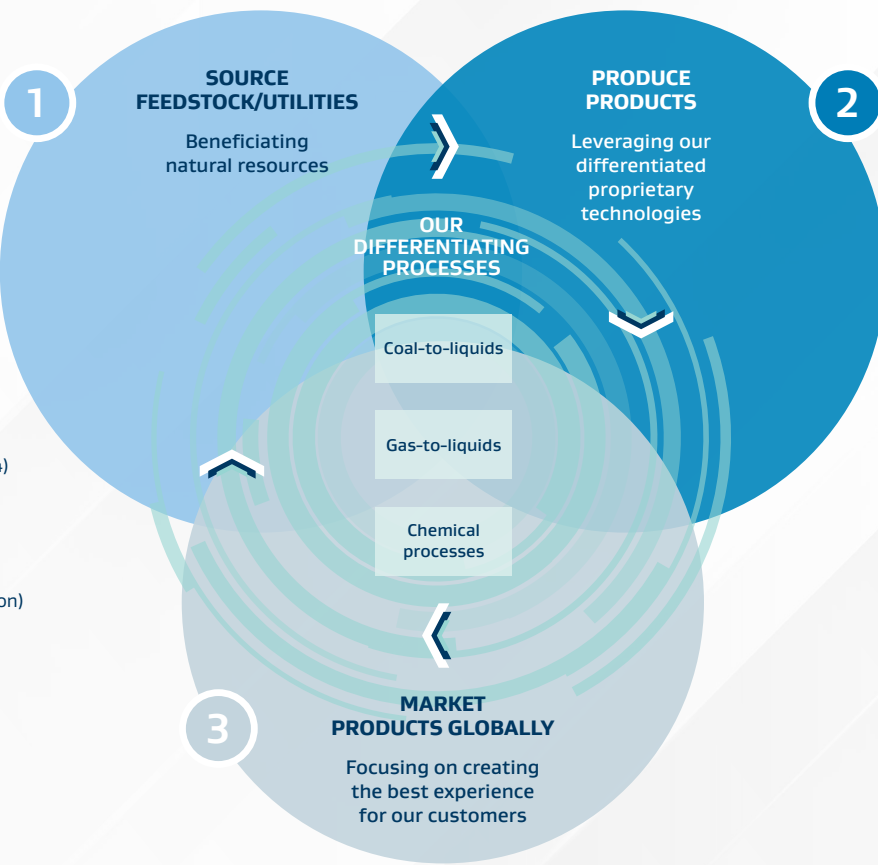 1
SOURCE
FEEDSTOCK/UTILITIES
Beneficiating
natural resources
PRODUCE
PRODUCTS
2
Leveraging our
differentiated
proprietary
technologies
OUR
DIFFERENTIATING
PROCESSES
Coal-to-liquids
Gas-to-liquids
Chemical
processes
3
MARKET
PRODUCTS GLOBALLY
Focusing on creating
the best experience
for our customers